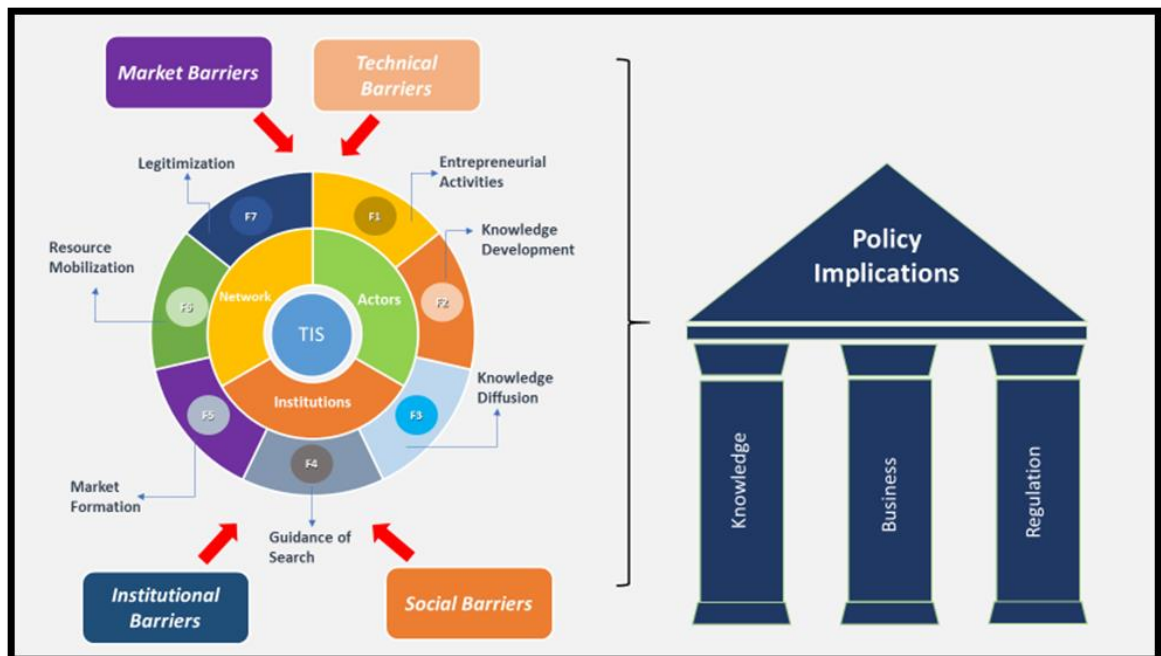 Market Barriers
Technical
Barriers
Legitimization
Entrepreneurial
Activities
F7
F1
Knowledge
Development
Resource
Mobilization
Network
Actors
F6
F2
TIS
Knowledge
Diffusion
Institutions
F5
F3
F4
Market
Formation
Guidance of
Search
Institutional
Barriers
Social Barriers
Policy
Implications
Knowledge
Business
Regulation